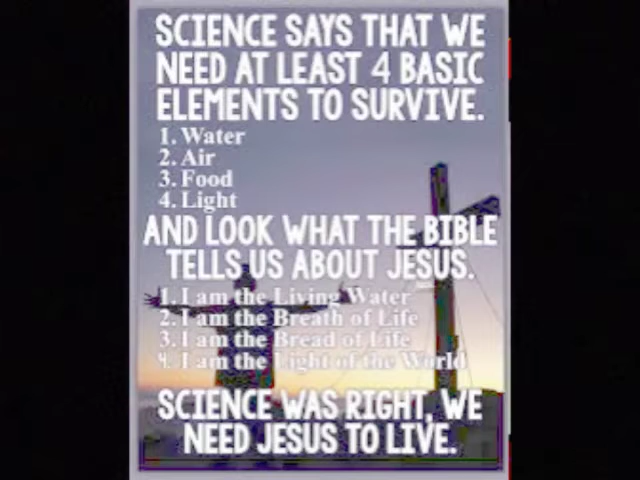 SCIENCE SAYS THAT WE
NEED AT LEAST 4 BASIC
ELEMENTS TO SURVIVE.
1. Water
2. Air
3. Food
4. Light
AND LOOK WHAT THE BIBLE
TELLS US ABOUT JESUS.
1. I am the Living Water
2. I am the Breath of Life
3. I am the Bread of Life
4. I am the Light of the World
SCIENCE WAS RIGHT, WE
NEED JESUS TO LIVE.